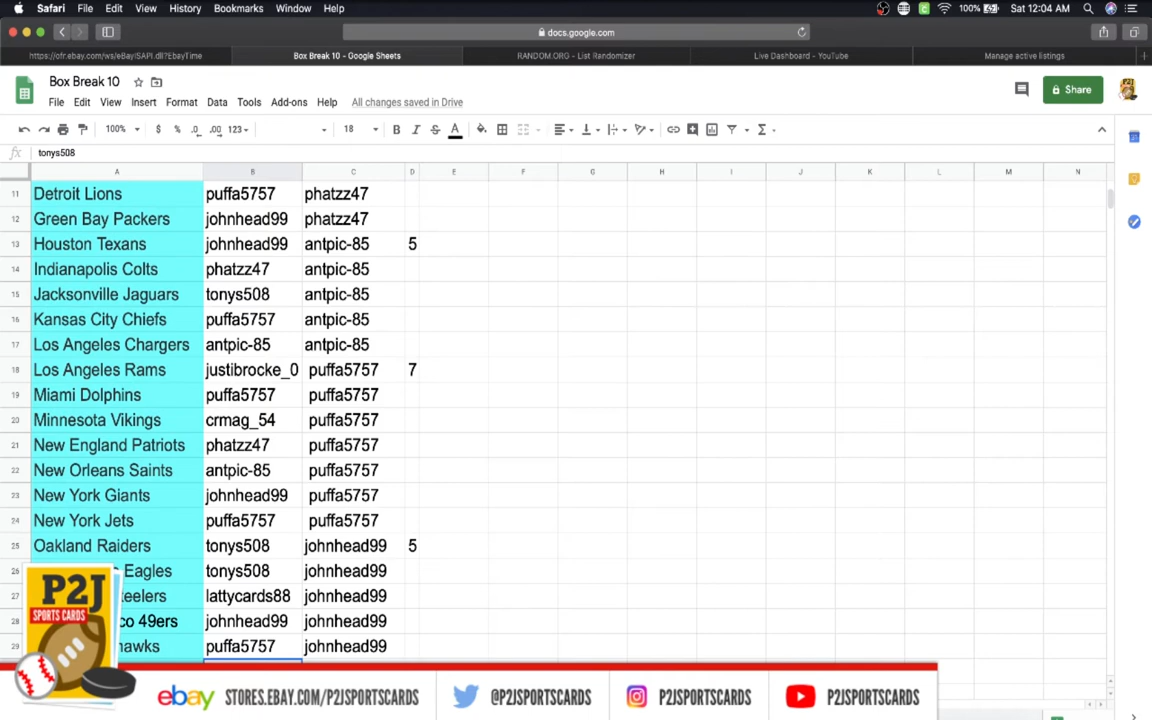 Safari File Edit View History Bookmarks Window Help 100% Sat 12:04 AM
docs.google.com
https://ofr.ebay.com/ws/eBayISAPI.dll?EbayTime Box Break 10 - Google Sheets RANDOM.ORG - List Randomizer Live Dashboard - YouTube Manage active listings
Box Break 10
File Edit View Insert Format Data Tools Add-ons Help All changes saved in Drive
Share
100% $ % .0 .00 123 18 B I S A
fx tonys508
A B C D E F G H I J K L M N
11 Detroit Lions puffa5757 phatzz47
12 Green Bay Packers johnhead99 phatzz47
13 Houston Texans johnhead99 antpic-85 5
14 Indianapolis Colts phatzz47 antpic-85
15 Jacksonville Jaguars tonys508 antpic-85
16 Kansas City Chiefs puffa5757 antpic-85
17 Los Angeles Chargers antpic-85 antpic-85
18 Los Angeles Rams justibrocke_0 puffa5757 7
19 Miami Dolphins puffa5757 puffa5757
20 Minnesota Vikings crmag_54 puffa5757
21 New England Patriots phatzz47 puffa5757
22 New Orleans Saints antpic-85 puffa5757
23 New York Giants johnhead99 puffa5757
24 New York Jets puffa5757 puffa5757
25 Oakland Raiders tonys508 johnhead99 5
26 Eagles tonys508 johnhead99
27 teelers lattycards88 johnhead99
28 co 49ers johnhead99 johnhead99
29 hawks puffa5757 johnhead99
P2J
SPORTS CARDS
ebay STORES.EBAY.COM/P2JSPORTSCARDS @P2JSPORTSCARDS P2JSPORTSCARDS P2JSPORTSCARDS